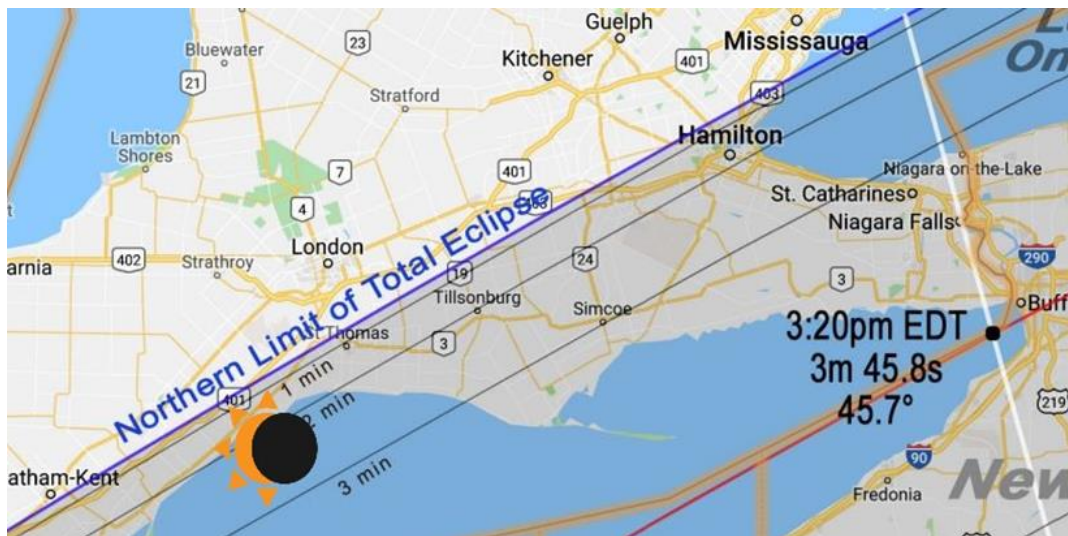 Guelph
Bluewater
23
Mississauga
Kitchener
401
21
Stratford
403
Lambton
Shores
Hamilton
Niagara on-the-Lake
7
401
St. Catharines
403
Niagara Falls
4
London
290
402
Strathroy
24
arnia
19
3
Tillsonburg
Simcoe
Buff
3:20pm EDT
3m 45.8s
45.7°
St Thomas
3
Northern Limit of Total Eclipse
1 min
401
2 min
219
3 min
90
atham-Kent
Fredonia
New
On